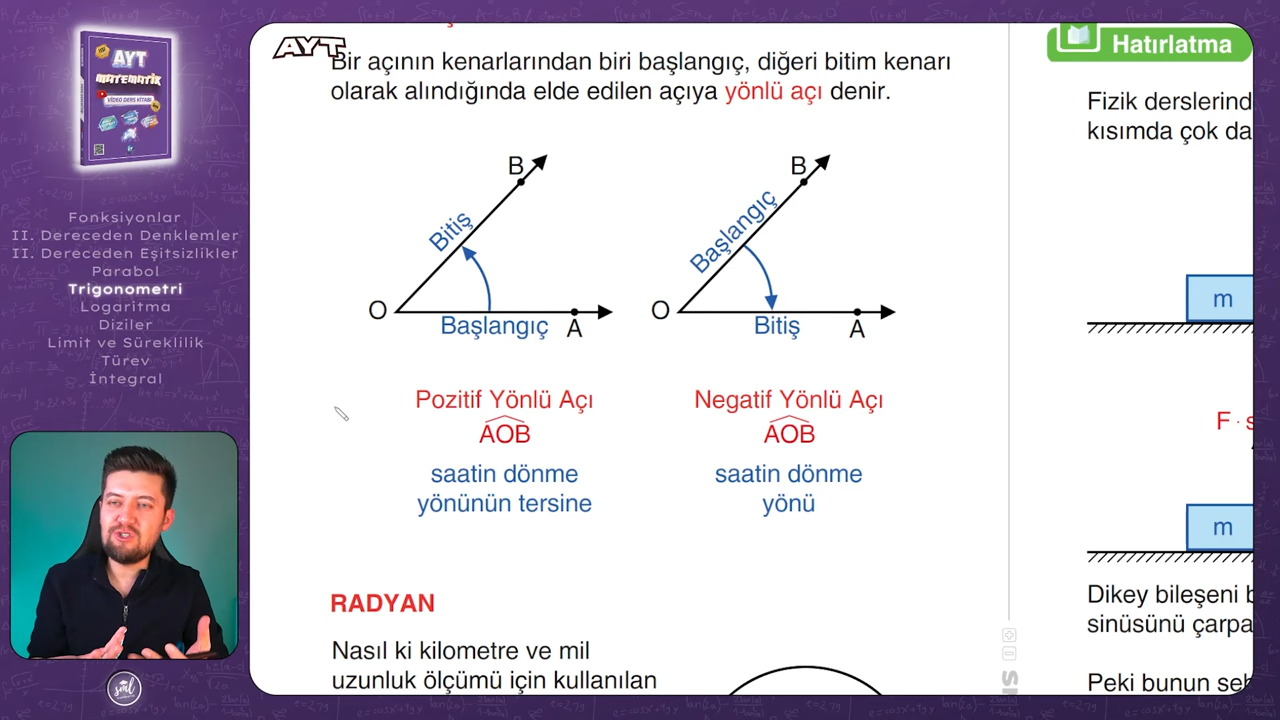 AYT
MATEMATİK
VİDEO DERS KİTABI
Fonksiyonlar
II. Dereceden Denklemler
II. Dereceden Eşitsizlikler
Parabol
Trigonometri
Logaritma
Diziler
Limit ve Süreklilik
Türev
İntegral
sml
AYT
Bir açının kenarlarından biri başlangıç, diğeri bitim kenarı
olarak alındığında elde edilen açıya yönlü açı denir.
B
Bitiş
O
Başlangıç
A
B
Başlangıç
O
Bitiş
A
Pozitif Yönlü Açı
AOB
saatin dönme
yönünün tersine
Negatif Yönlü Açı
AOB
saatin dönme
yönü
RADYAN
Nasıl ki kilometre ve mil
uzunluk ölçümü için kullanılan
Hatırlatma
Fizik derslerind
kısımda çok da
m
F · s
m
Dikey bileşeni b
sinüsünü çarpa
Peki bunun seb